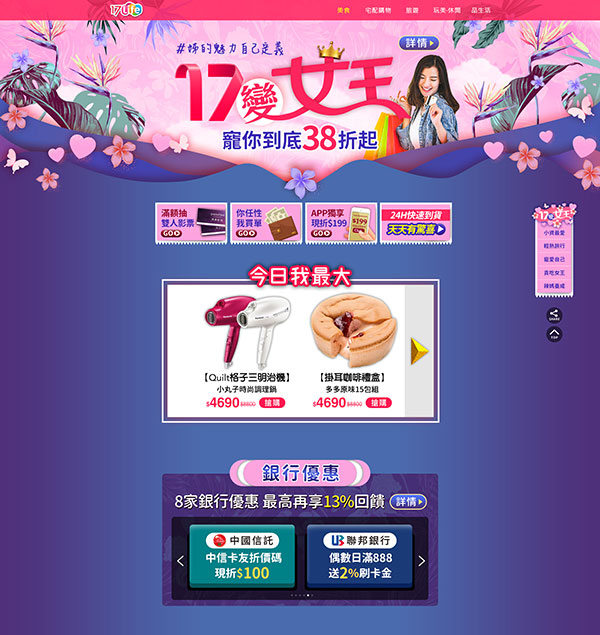 17Life
美食 宅配購物 旅遊 玩美‧休閒 品生活
#姊的魅力自己定義
詳情
17變女王
寵你到底38折起
滿額抽
雙人影票
GO
你任性
我買單
GO
APP獨享
現折$199
GO
$199
24H快速到貨
天天有驚喜
17變女王
小資最愛
輕熟旅行
寵愛自己
貪吃女王
辣媽養成
SHARE
TOP
今日我最大
【Quilt格子三明治機】
小丸子時尚調理鍋
$4690 $8800 搶購
【掛耳咖啡禮盒】
多多原味15包組
$4690 $8800 搶購
銀行優惠
8家銀行優惠 最高再享13%回饋 詳情
中國信託
中信卡友折價碼
現折$100
聯邦銀行
偶數日滿888
送2%刷卡金